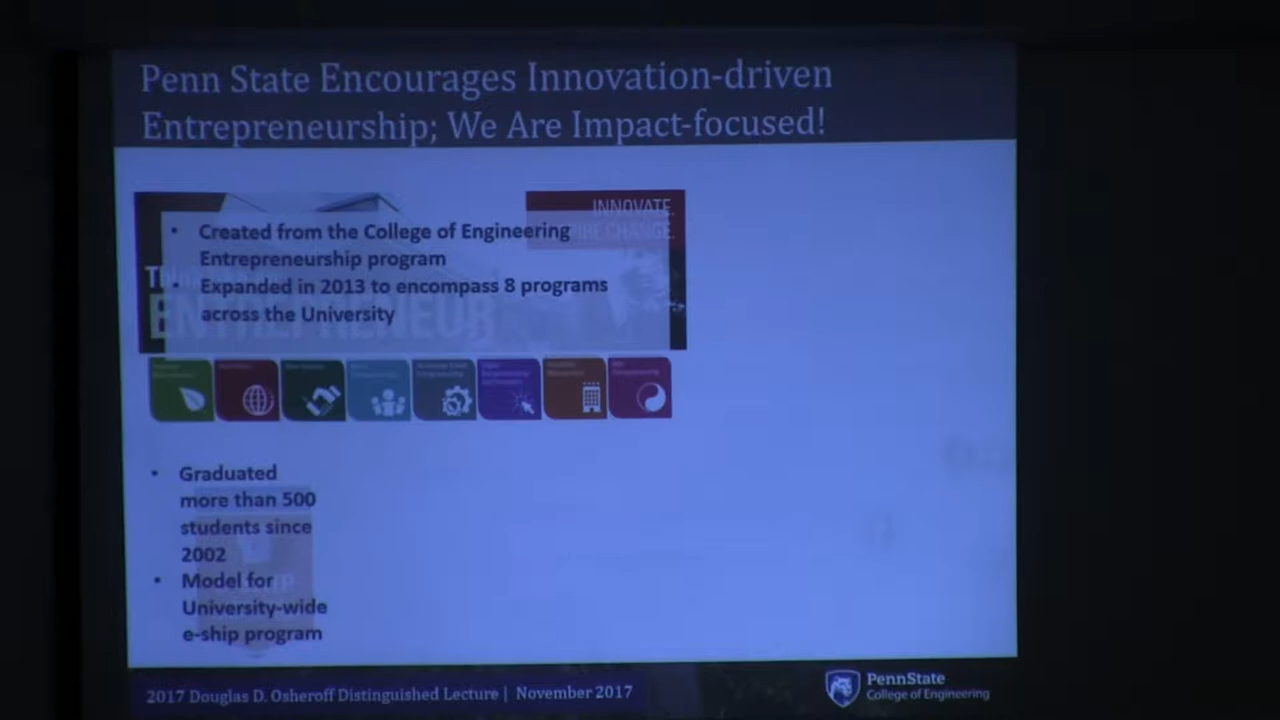 Penn State Encourages Innovation-driven
Entrepreneurship; We Are Impact-focused!
INNOVATE.
• Created from the College of Engineering
Entrepreneurship program
• Expanded in 2013 to encompass 8 programs
across the University
ENTREPRENEUR
• Graduated
more than 500
students since
2002
• Model for
University-wide
e-ship program
2017 Douglas D. Osheroff Distinguished Lecture | November 2017
PennState
College of Engineering